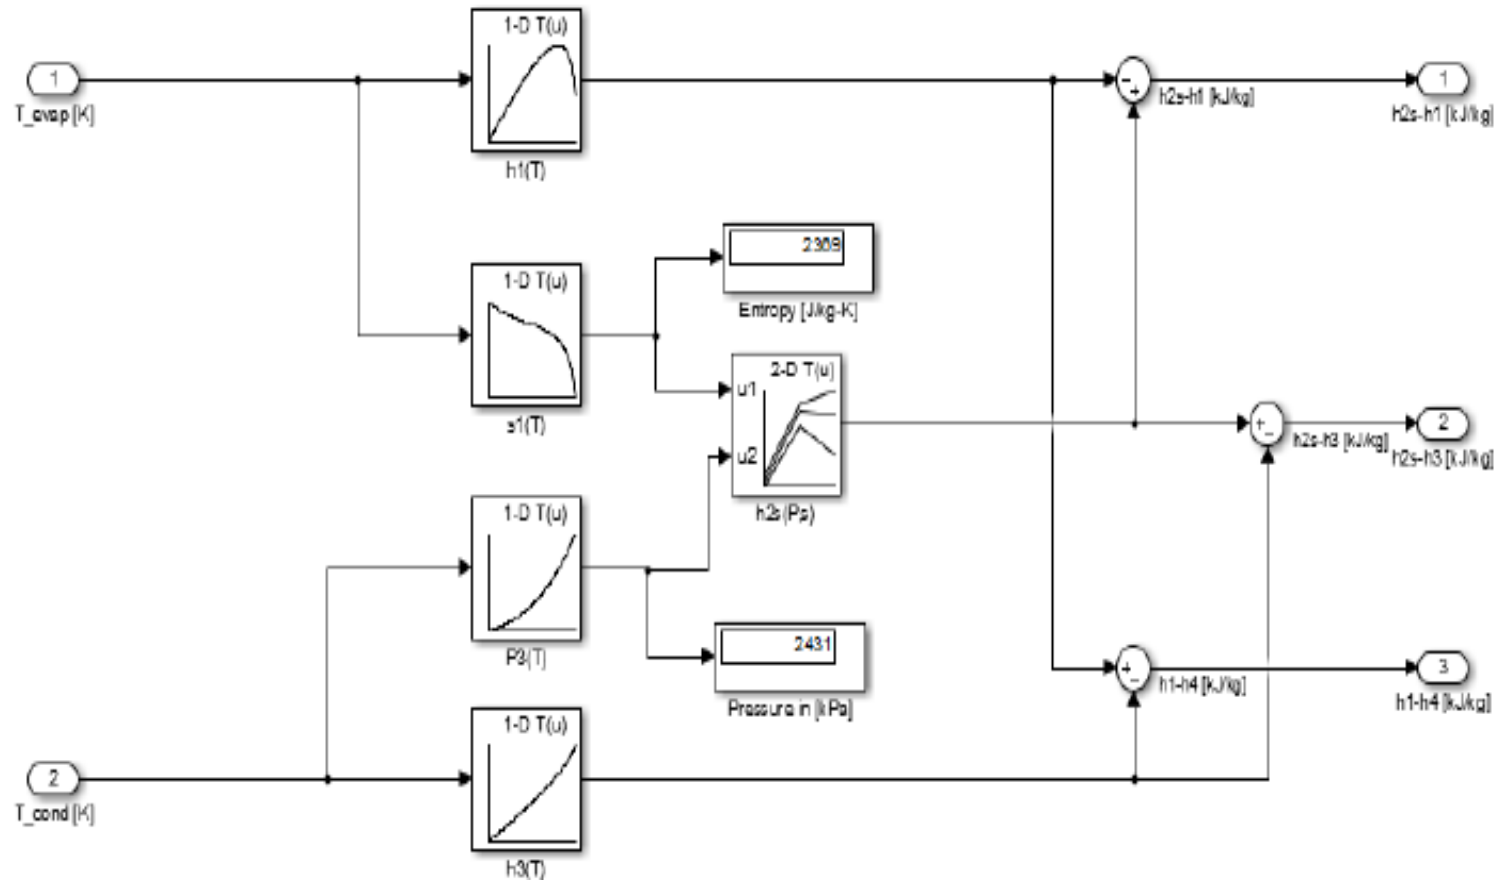 1-D T(u)
1
T_evap [K]
h1(T)
-
+
h2s-h1 [kJ/kg]
1
h2s-h1 [kJ/kg]
2309
Entropy [J/kg-K]
1-D T(u)
s1(T)
2-D T(u)
u1
u2
h2s(P,s)
+
-
h2s-h3 [kJ/kg]
2
h2s-h3 [kJ/kg]
1-D T(u)
P3(T)
2431
Pressure in [kPa]
+
-
h1-h4 [kJ/kg]
3
h1-h4 [kJ/kg]
1-D T(u)
2
T_cond [K]
h3(T)